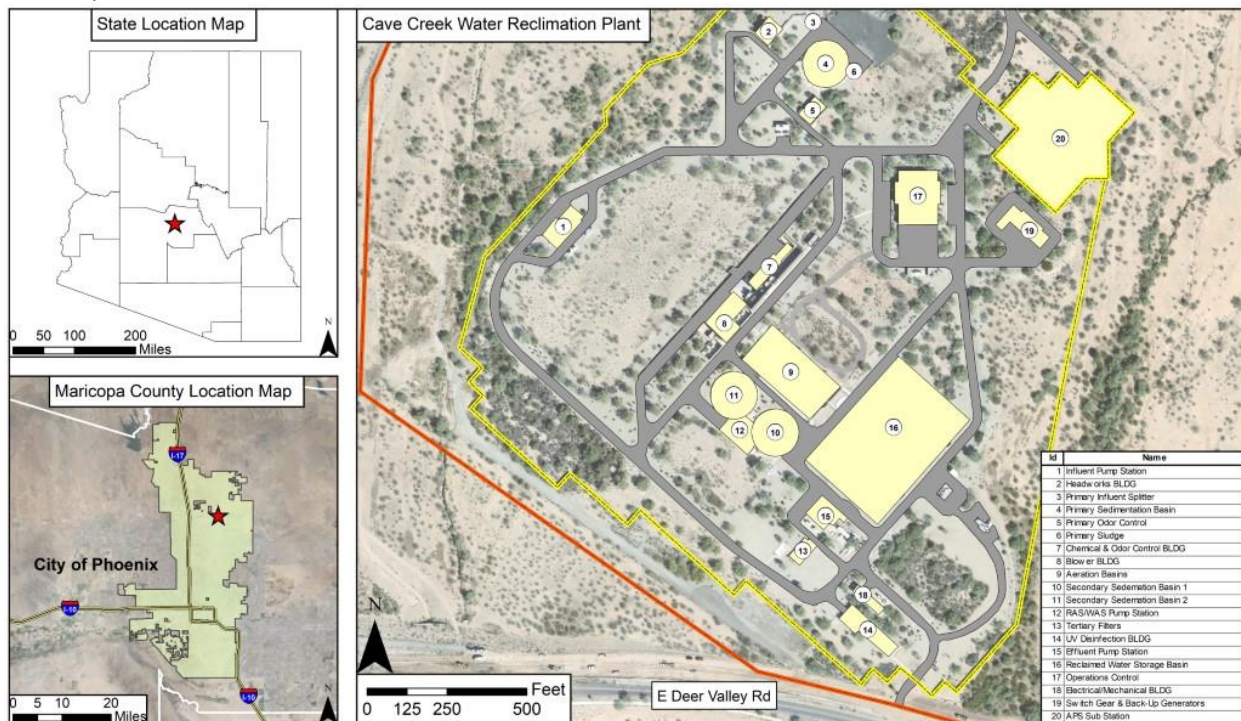 State Location Map
N
0 50 100 200
Miles
Maricopa County Location Map
I-17
City of Phoenix
I-10
I-10
N
0 5 10 20
Miles
Cave Creek Water Reclamation Plant
2
3
4
6
5
20
17
1
19
7
8
9
11
12
10
16
15
13
18
14
N
Feet
0 125 250 500
E Deer Valley Rd
Id Name
1 Influent Pump Station
2 Headworks BLDG
3 Primary Influent Splitter
4 Primary Sedimentation Basin
5 Primary Odor Control
6 Primary Sludge
7 Chemical & Odor Control BLDG
8 Blower BLDG
9 Aeration Basins
10 Secondary Sedementation Basin 1
11 Secondary Sedementation Basin 2
12 RAS/WAS Pump Station
13 Tertiary Filters
14 UV Disinfection BLDG
15 Effluent Pump Station
16 Reclaimed Water Storage Basin
17 Operations Control
18 Electrical/Mechanical BLDG
19 Switch Gear & Back-Up Generators
20 APS Sub Station